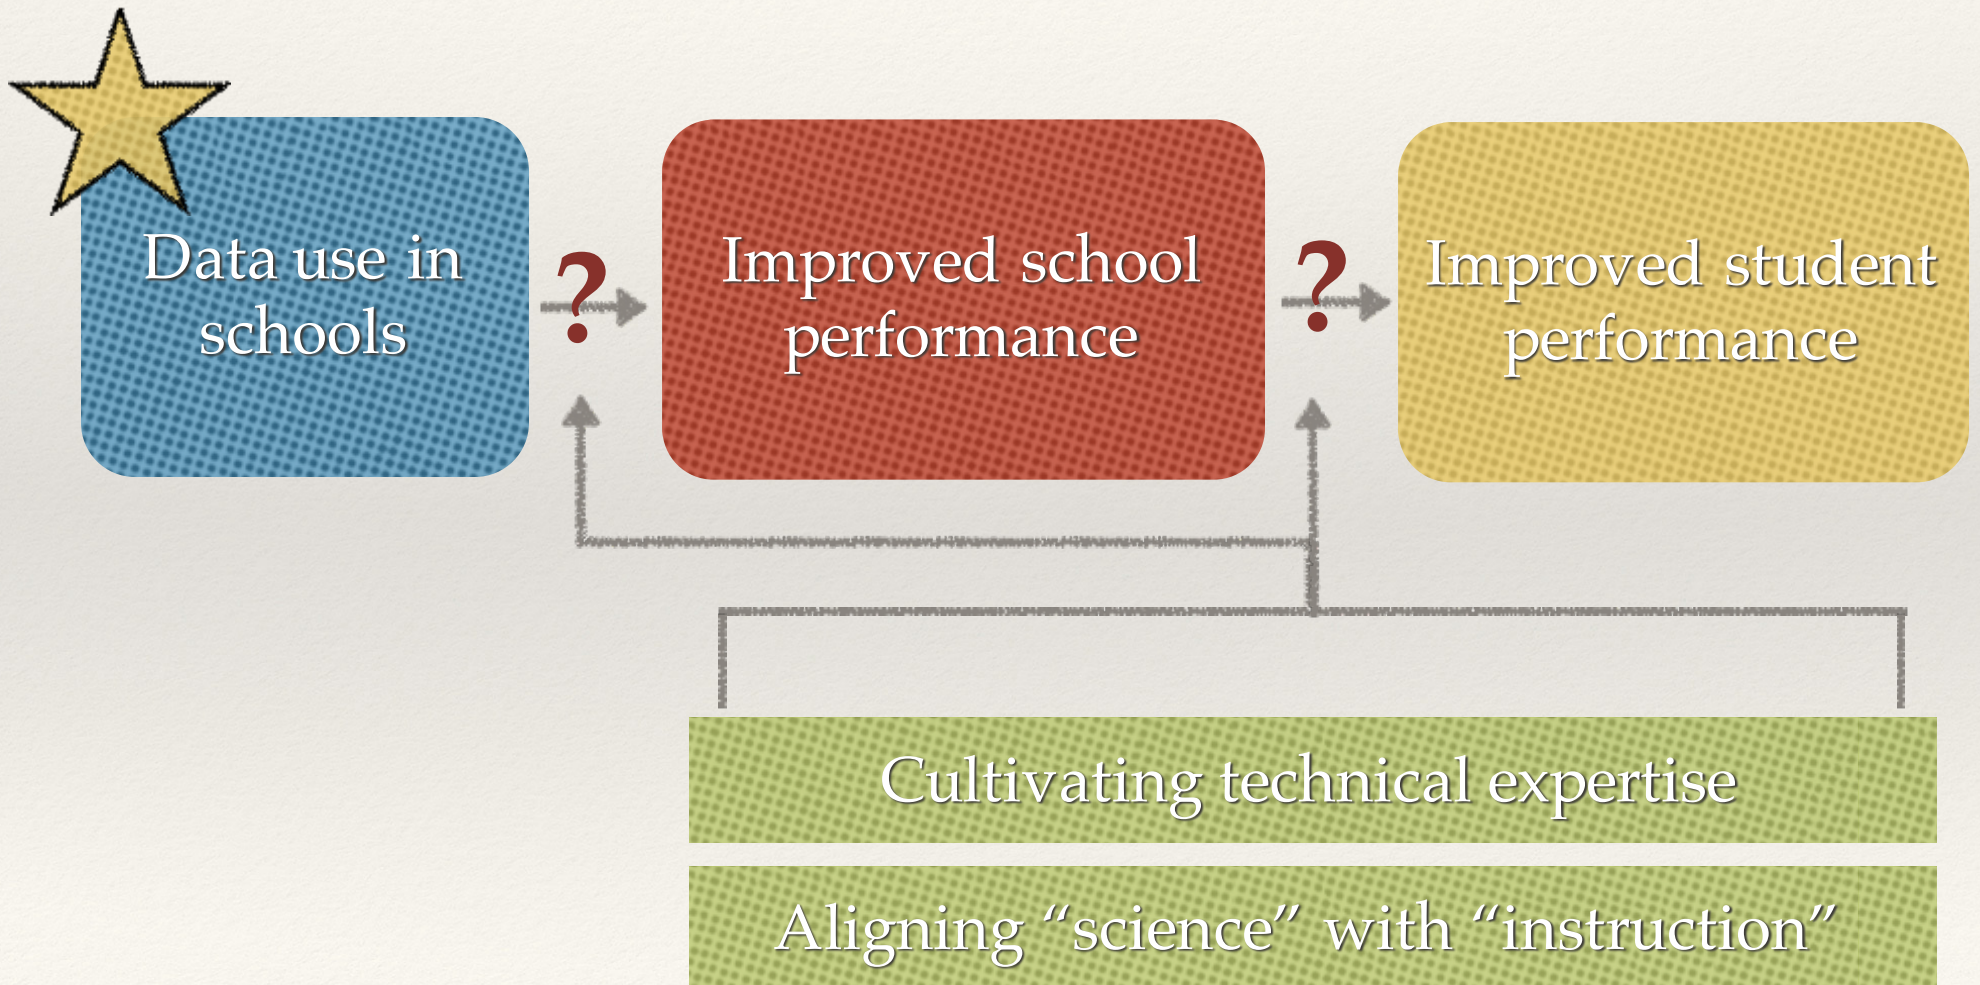 Data use in
schools
?
Improved school
performance
?
Improved student
performance
Cultivating technical expertise
Aligning “science” with “instruction”